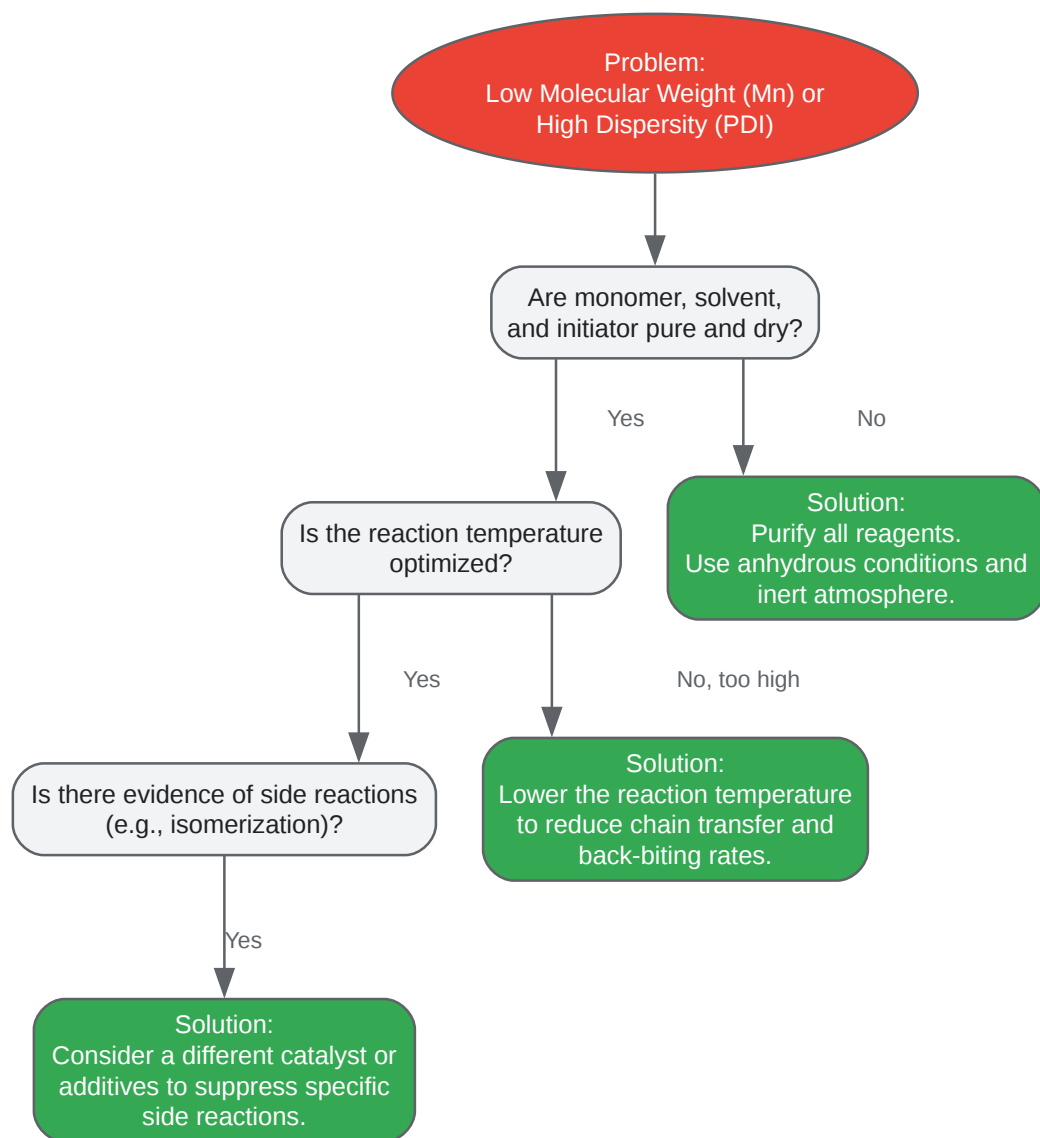 Problem:
Low Molecular Weight (Mn) or
High Dispersity (PDI)
Are monomer, solvent,
and initiator pure and dry?
Yes
No
Solution:
Purify all reagents.
Use anhydrous conditions and
inert atmosphere.
Is the reaction temperature
optimized?
Yes
No, too high
Solution:
Lower the reaction temperature
to reduce chain transfer and
back-biting rates.
Is there evidence of side reactions
(e.g., isomerization)?
Yes
Solution:
Consider a different catalyst or
additives to suppress specific
side reactions.